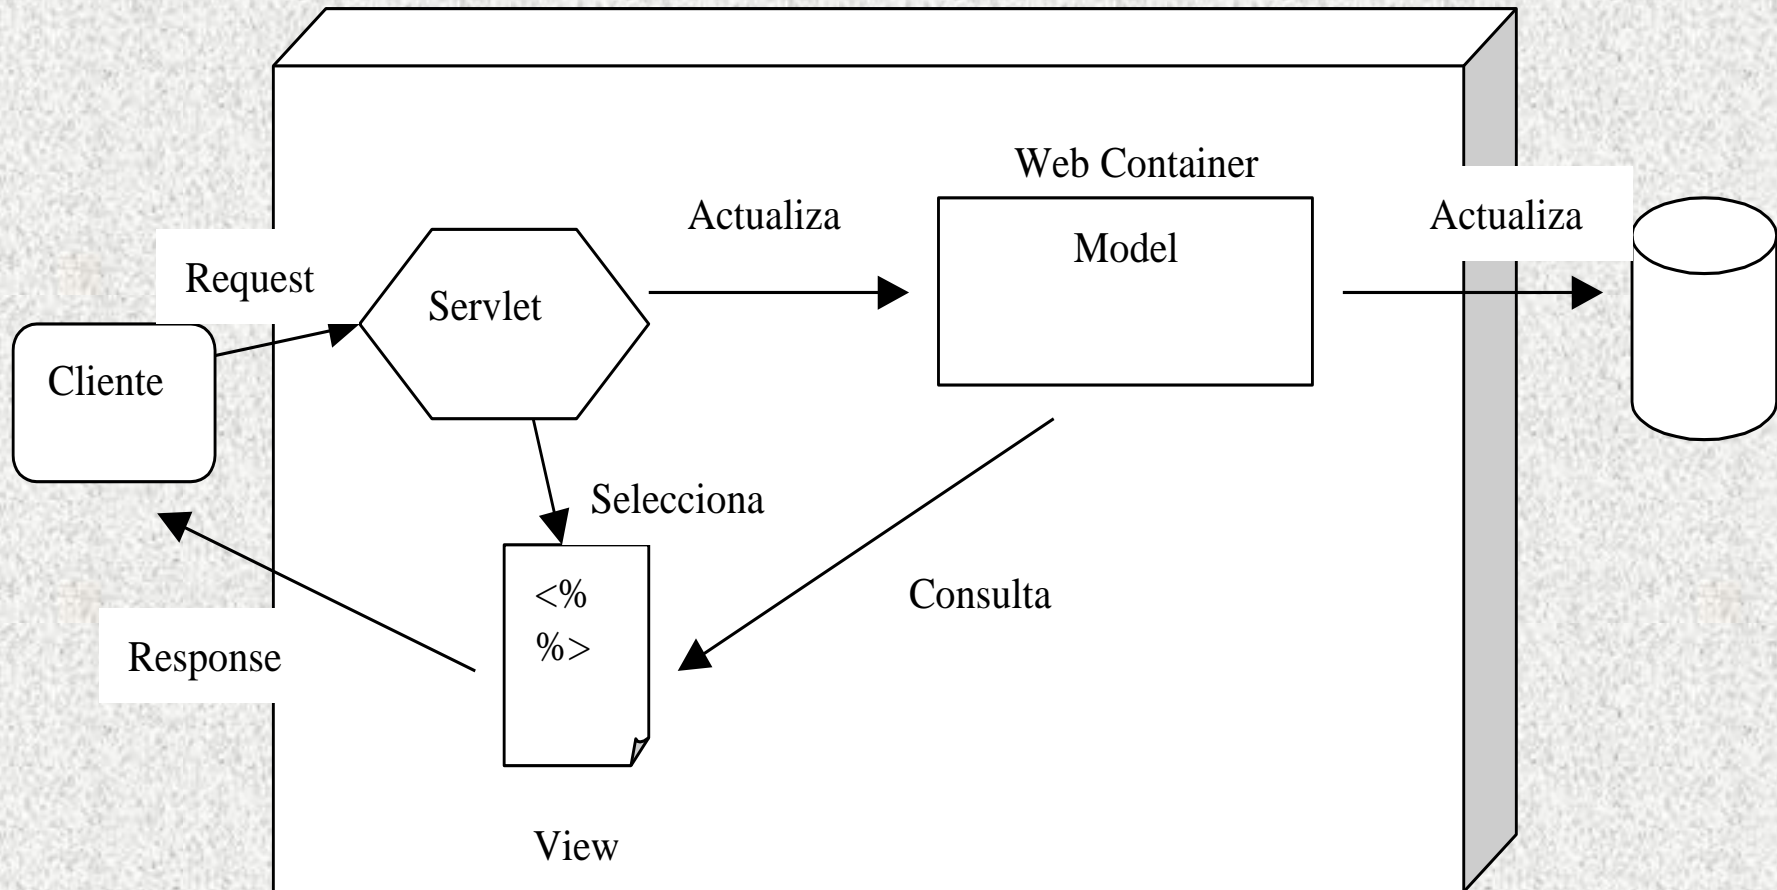 Web Container
Actualiza
Actualiza
Model
Request
Servlet
Cliente
Selecciona
<%
%>
Consulta
Response
View